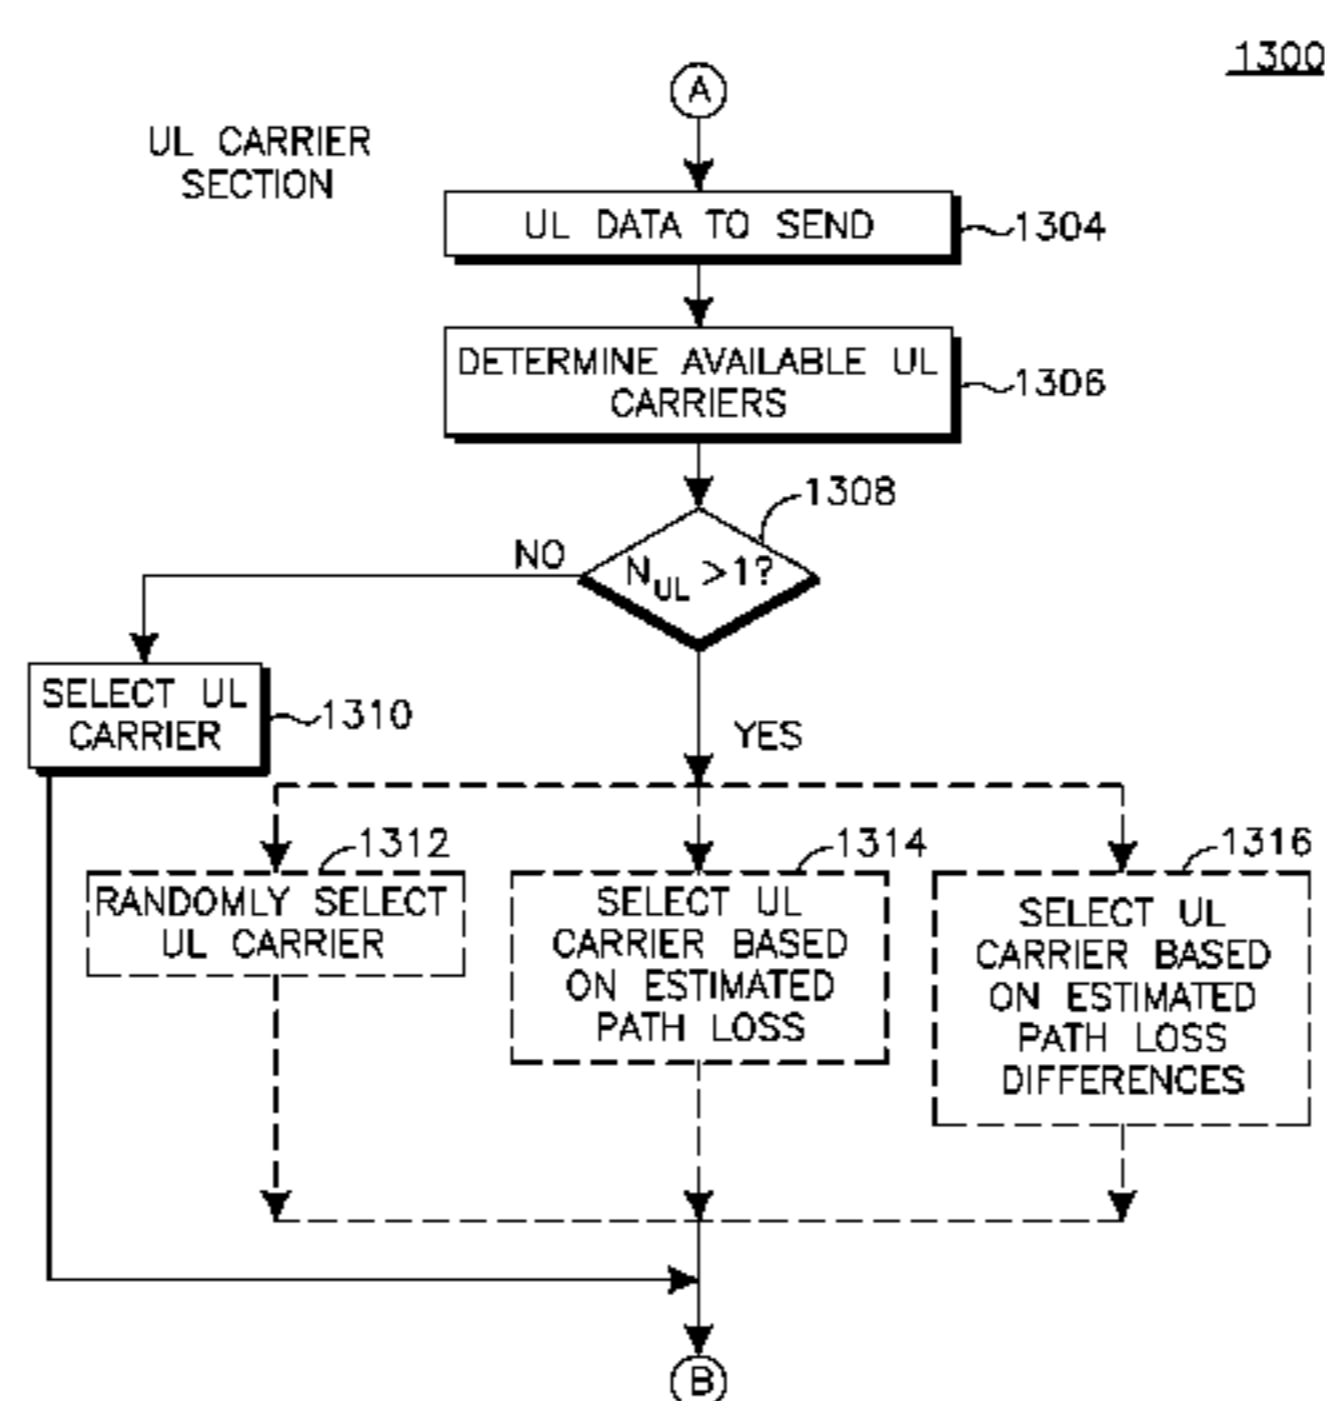 1300
A
UL CARRIER
SECTION
UL DATA TO SEND
1304
DETERMINE AVAILABLE UL
CARRIERS
1306
1308
NO
N_UL >1?
SELECT UL
CARRIER
1310
YES
1312
RANDOMLY SELECT
UL CARRIER
1314
SELECT UL
CARRIER BASED
ON ESTIMATED
PATH LOSS
1316
SELECT UL
CARRIER BASED
ON ESTIMATED
PATH LOSS
DIFFERENCES
B